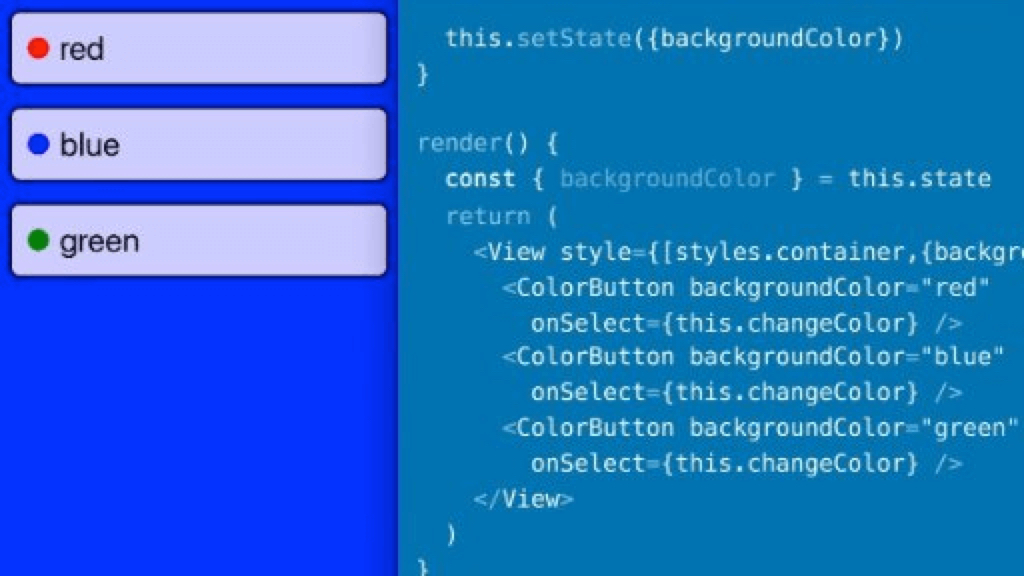 red
blue
green
this.setState({backgroundColor})
}
render() {
const { backgroundColor } = this.state
return (
<View style={[styles.container,{backgr
<ColorButton backgroundColor="red"
onSelect={this.changeColor} />
<ColorButton backgroundColor="blue"
onSelect={this.changeColor} />
<ColorButton backgroundColor="green"
onSelect={this.changeColor} />
</View>
)
}